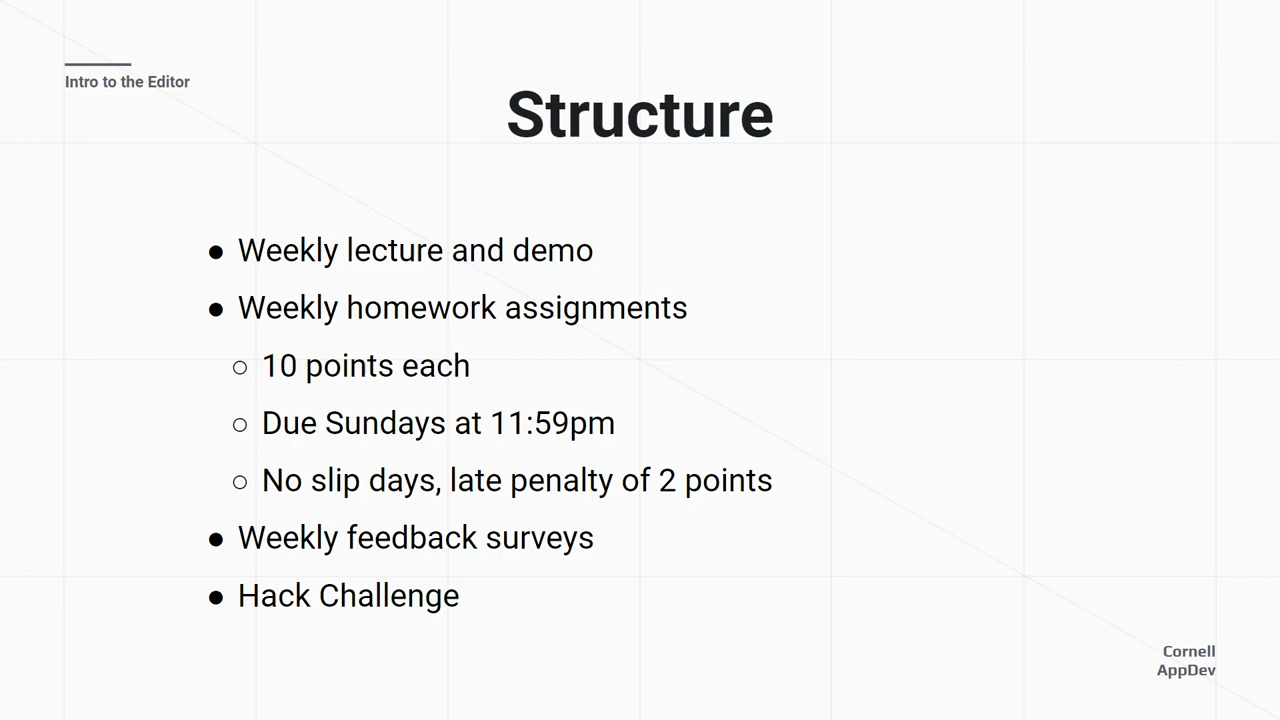 Intro to the Editor
Structure
● Weekly lecture and demo
● Weekly homework assignments
○ 10 points each
○ Due Sundays at 11:59pm
○ No slip days, late penalty of 2 points
● Weekly feedback surveys
● Hack Challenge
Cornell
AppDev